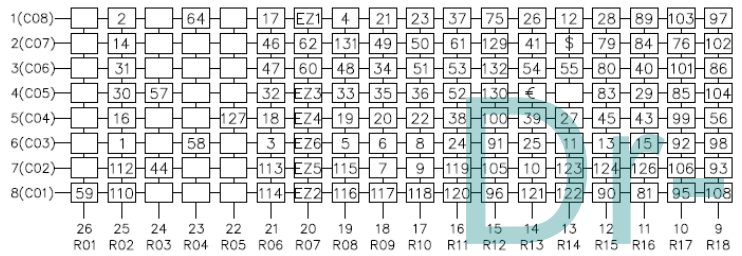 1(C08) 2 64 17 EZ1 4 21 23 37 75 26 12 28 89 103 97
2(C07) 14 46 62 131 49 50 61 129 41 $ 79 84 76 102
3(C06) 31 47 60 48 34 51 53 132 54 55 80 40 101 86
4(C05) 30 57 32 EZ3 33 35 36 52 130 € 83 29 85 104
5(C04) 16 127 18 EZ4 19 20 22 38 100 39 27 45 43 99 56
6(C03) 1 58 3 EZ6 5 6 8 24 91 25 11 13 15 92 98
7(C02) 112 44 113 EZ5 115 7 9 119 105 10 123 124 126 106 93
8(C01) 59 110 114 EZ2 116 117 118 120 96 121 122 90 81 95 108
26 25 24 23 22 21 20 19 18 17 16 15 14 13 12 11 10 9
R01 R02 R03 R04 R05 R06 R07 R08 R09 R10 R11 R12 R13 R14 R15 R16 R17 R18
Dr-